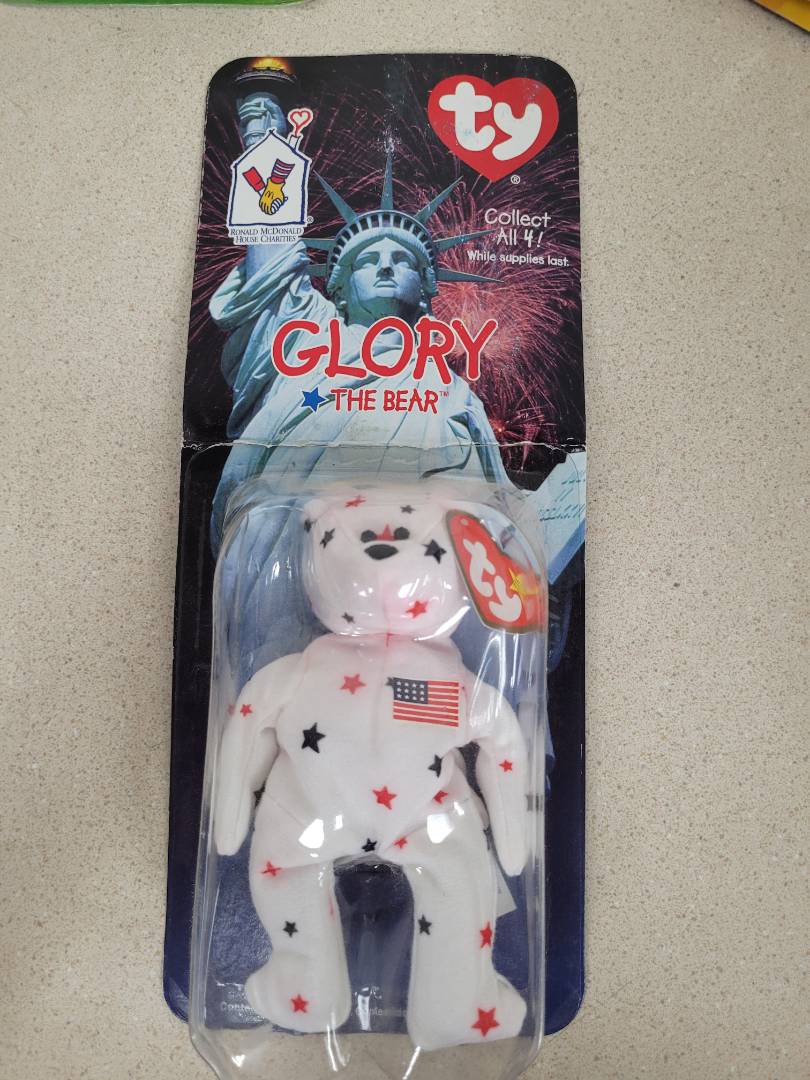 ty
®
Collect
All 4!
While supplies last.
RONALD MCDONALD
HOUSE CHARITIES®
GLORY
THE BEAR™
ty